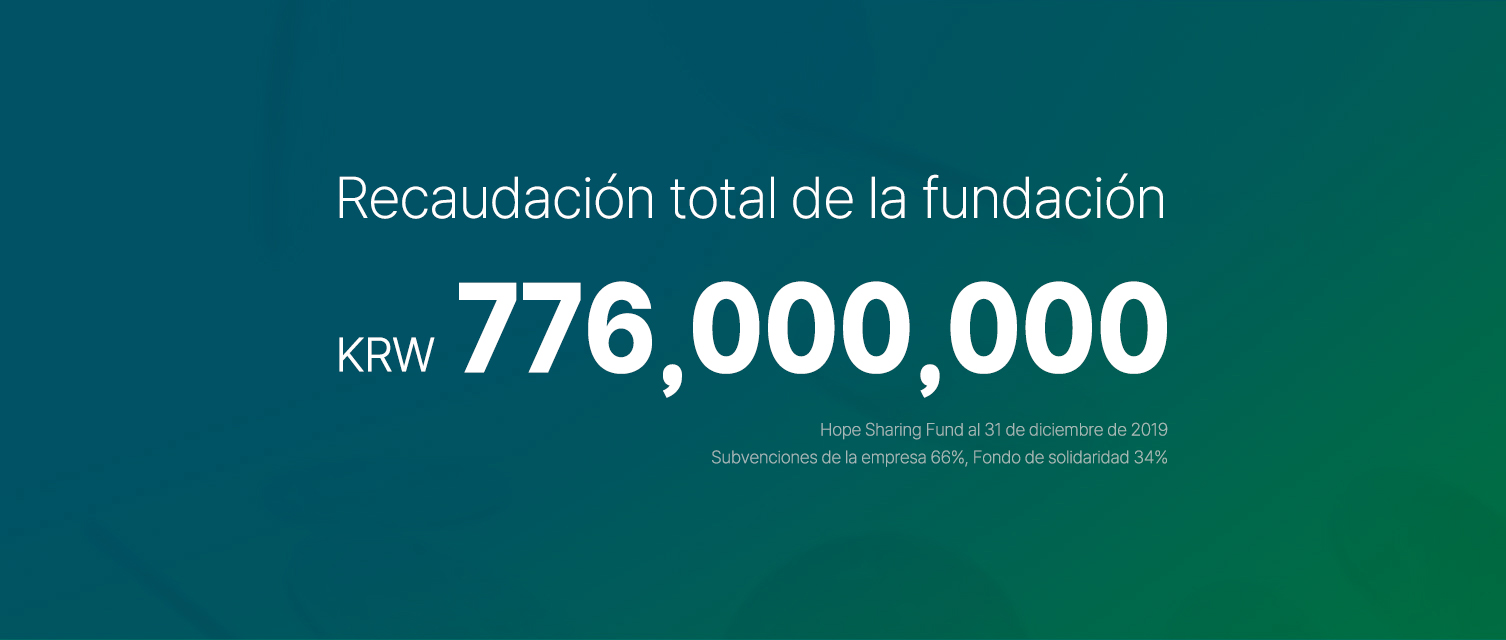 Recaudación total de la fundación
KRW 776,000,000
Hope Sharing Fund al 31 de diciembre de 2019
Subvenciones de la empresa 66%, Fondo de solidaridad 34%